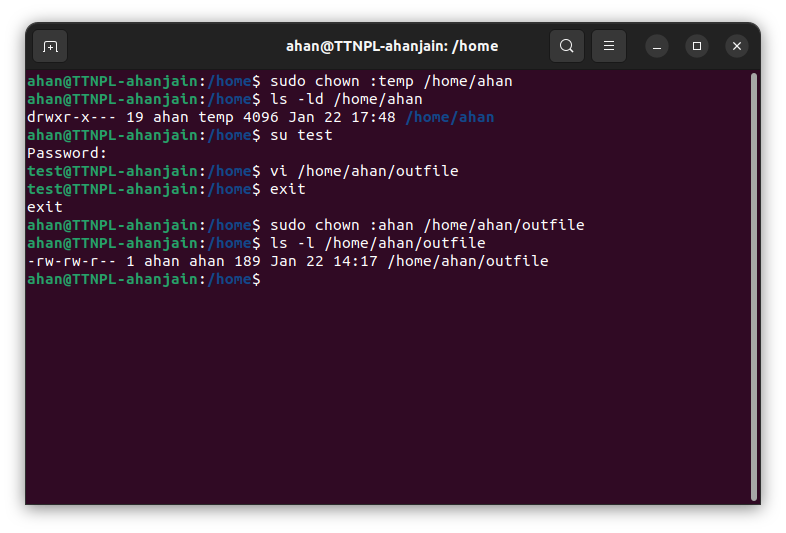 ahan@TTNPL-ahanjain: /home
ahan@TTNPL-ahanjain:/home$ sudo chown :temp /home/ahan
ahan@TTNPL-ahanjain:/home$ ls -ld /home/ahan
drwxr-x--- 19 ahan temp 4096 Jan 22 17:48 /home/ahan
ahan@TTNPL-ahanjain:/home$ su test
Password:
test@TTNPL-ahanjain:/home$ vi /home/ahan/outfile
test@TTNPL-ahanjain:/home$ exit
exit
ahan@TTNPL-ahanjain:/home$ sudo chown :ahan /home/ahan/outfile
ahan@TTNPL-ahanjain:/home$ ls -l /home/ahan/outfile
-rw-rw-r-- 1 ahan ahan 189 Jan 22 14:17 /home/ahan/outfile
ahan@TTNPL-ahanjain:/home$